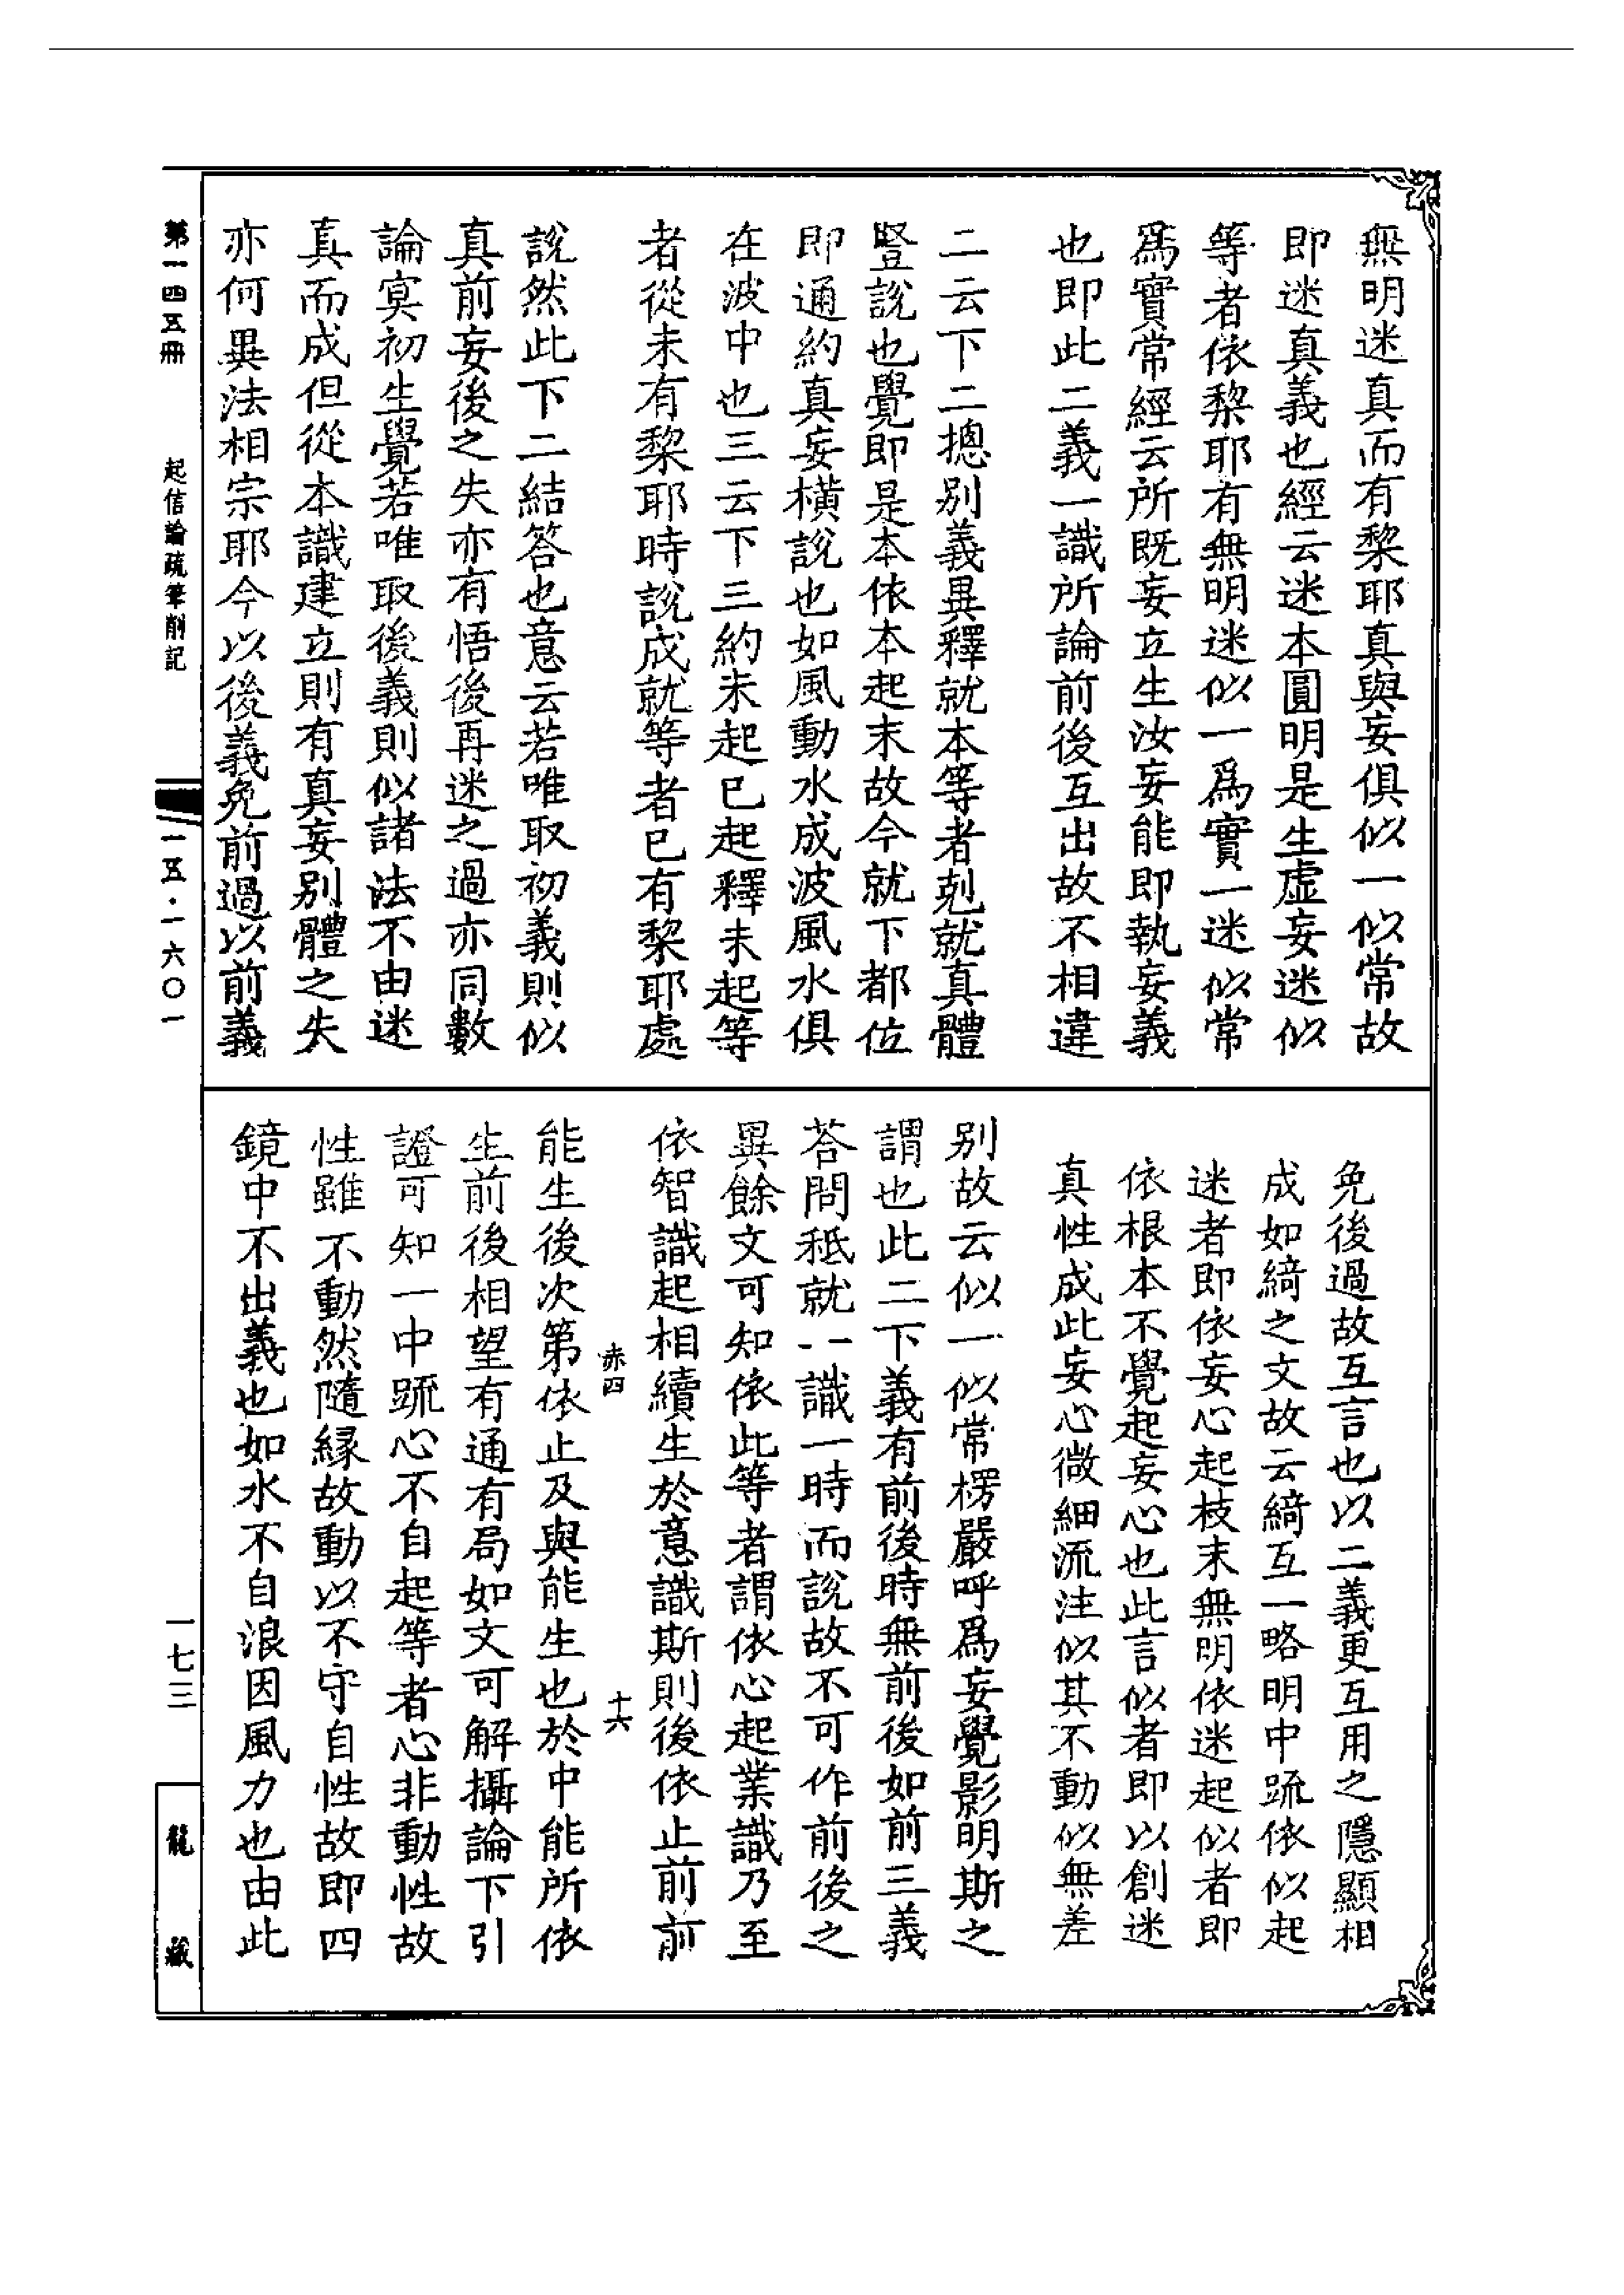 無明迷真而有黎耶真與妄俱似一似常故
即迷真義也經云迷本圓明是生虛妄迷似
等者依黎耶有無明迷似一爲實一迷似常
爲實常經云所既妄立生汝妄能即執妄義
也即此二義一識所論前後互出故不相違
二云下二摠别義異釋就本等者剋就真體
豎說也覺即是本依本起末故今就下都位
即通約真妄橫說也如風動水成波風水俱
在波中也三云下三約未起已起釋未起等
者從未有黎耶時說成就等者已有黎耶處
說然此下二結答也意云若唯取初義則似
真前妄後之失亦有悟後再迷之過亦同數
論冥初生覺若唯取後義則似諸法不由迷
真而成但從本識建立則有真妄别體之失
亦何異法相宗耶今以後義免前過以前義
免後過故互言也以二義更互用之隱顯相
成如綺之文故云綺互一略明中䟽依似起
迷者即依妄心起枝末無明依迷起似者即
依根本不覺起妄心也此言似者即以創迷
真性成此妄心微細流注似其不動似無差
别故云似一似常楞嚴呼爲妄覺影明斯之
謂也此二下義有前後時無前後如前三義
荅問秪就一識一時而說故不可作前後之
異餘文可知依此等者謂依心起業識乃至
依智識起相續生於意識斯則後依止前前
赤四
十六
能生後次第依止及與能生也於中能所依
生前後相望有通有局如文可解攝論下引
證可知一中䟽心不自起等者心非動性故
性雖不動然隨緣故動以不守自性故即四
鏡中不出義也如水不自浪因風力也由此
第一四五冊
起信論疏筆削記
一五·一六〇一
一七三
龍藏